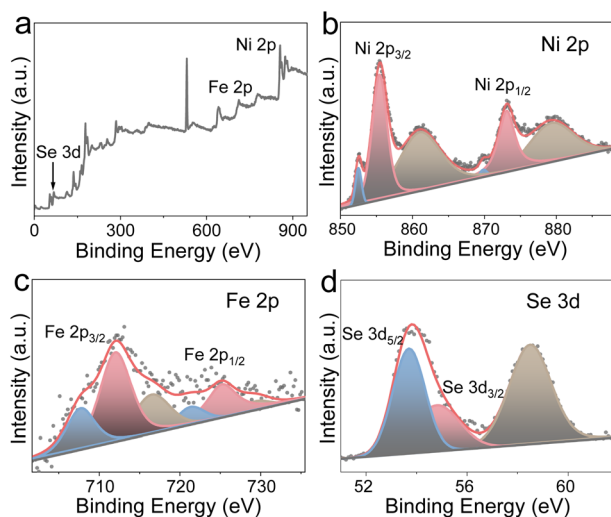 a
Ni 2p
Fe 2p
Se 3d
Intensity (a.u.)
0 300 600 900
Binding Energy (eV)
b
Ni 2p3/2
Ni 2p
Ni 2p1/2
Intensity (a.u.)
850 860 870 880
Binding Energy (eV)
c
Fe 2p
Fe 2p3/2
Fe 2p1/2
Intensity (a.u.)
710 720 730
Binding Energy (eV)
d
Se 3d
Se 3d5/2
Se 3d3/2
Intensity (a.u.)
52 56 60
Binding Energy (eV)